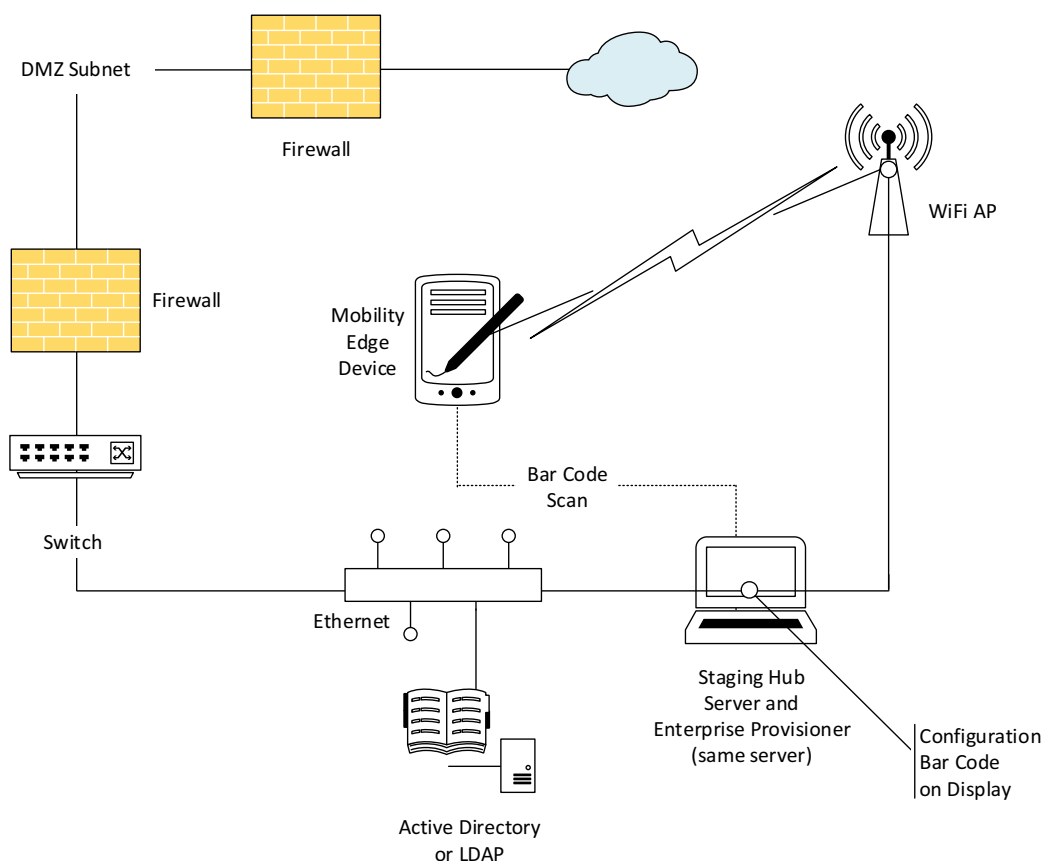 DMZ Subnet
Firewall
WiFi AP
Firewall
Mobility
Edge
Device
Bar Code
Scan
Switch
Ethernet
Staging Hub
Server and
Enterprise Provisioner
(same server)
Configuration
Bar Code
on Display
Active Directory
or LDAP